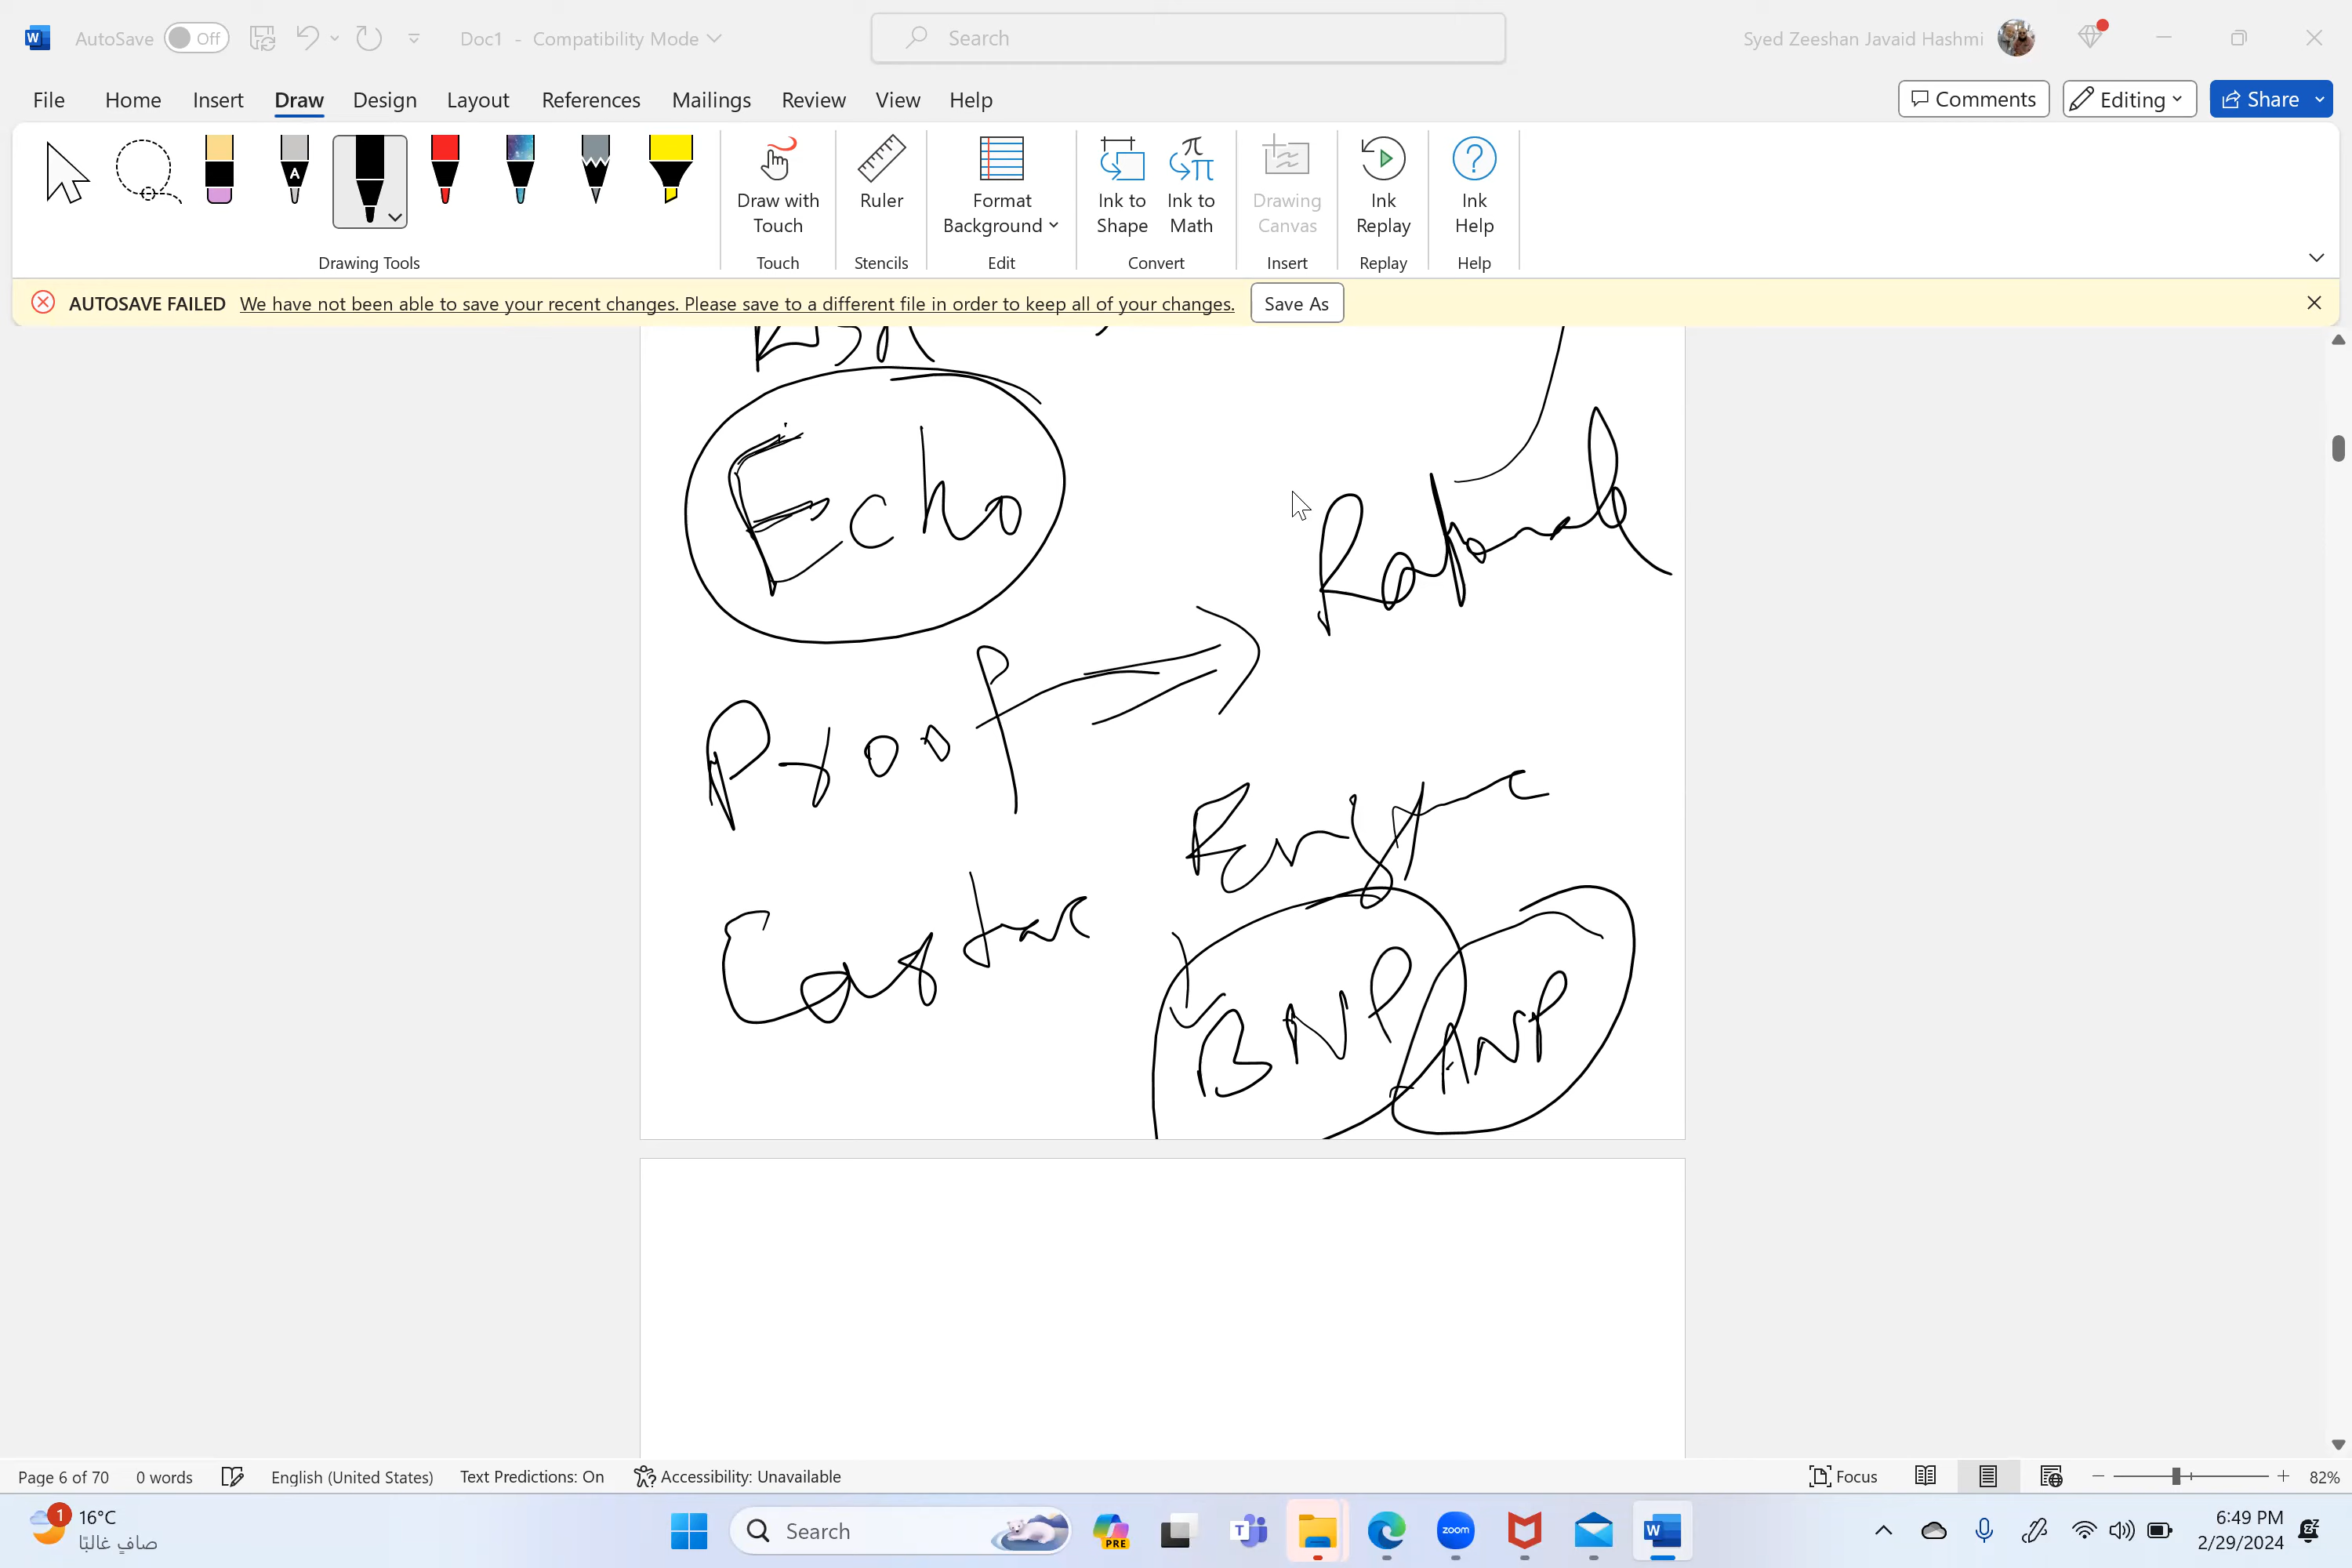 AutoSave Off Doc1 - Compatibility Mode Search Syed Zeeshan Javaid Hashmi
File Home Insert Draw Design Layout References Mailings Review View Help Comments Editing Share
A
Draw with Touch Ruler Format Background Ink to Shape Ink to Math Drawing Canvas Ink Replay Ink Help
Drawing Tools Touch Stencils Edit Convert Insert Replay Help
AUTOSAVE FAILED We have not been able to save your recent changes. Please save to a different file in order to keep all of your changes. Save As
Echo
Proof
BNP ANP
Page 6 of 70 0 words English (United States) Text Predictions: On Accessibility: Unavailable Focus 82%
1 16°C Search PRE zoom 6:49 PM
صافٍ غالبًا 2/29/2024